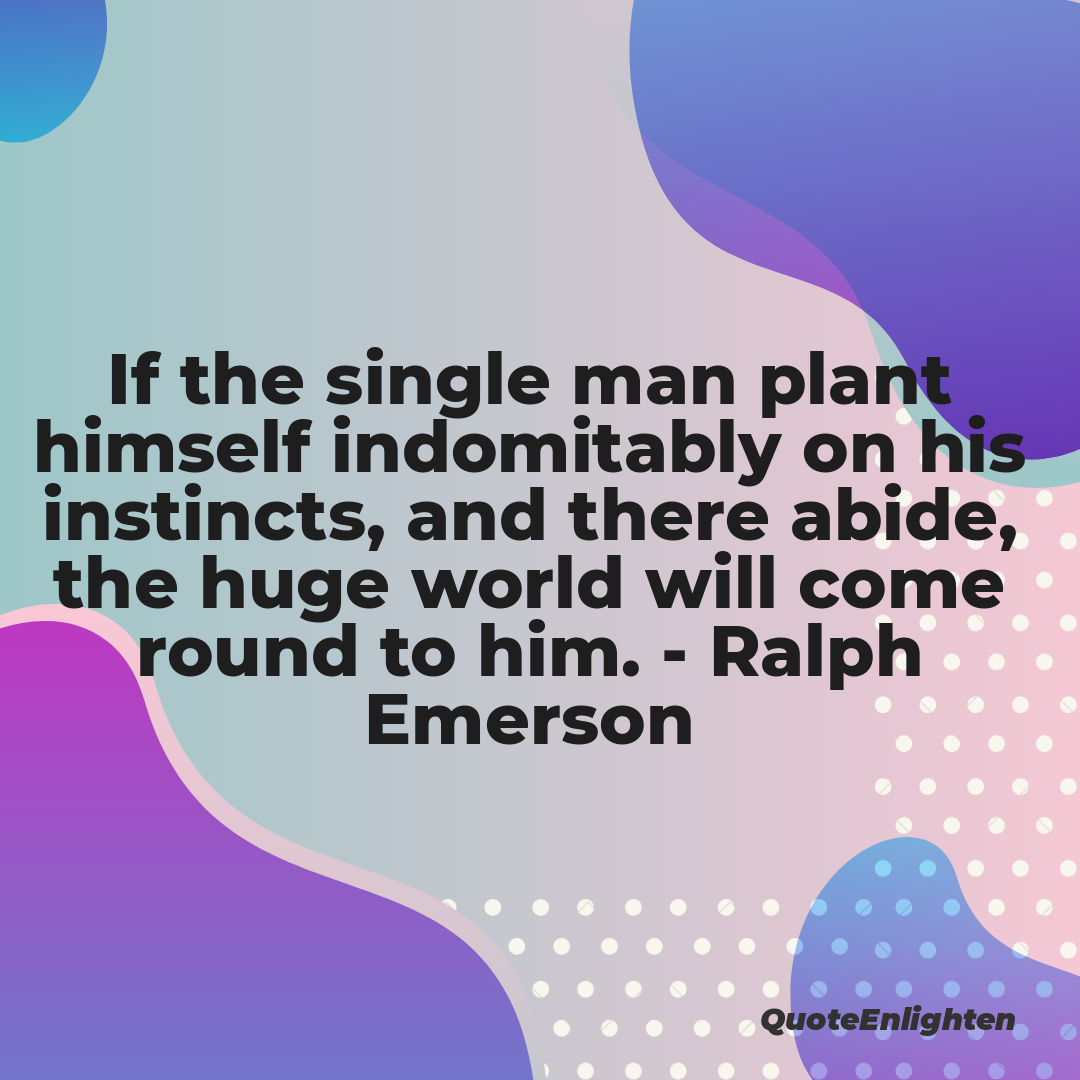 If the single man plant
himself indomitably on his
instincts, and there abide,
the huge world will come
round to him. - Ralph
Emerson
QuoteEnlighten